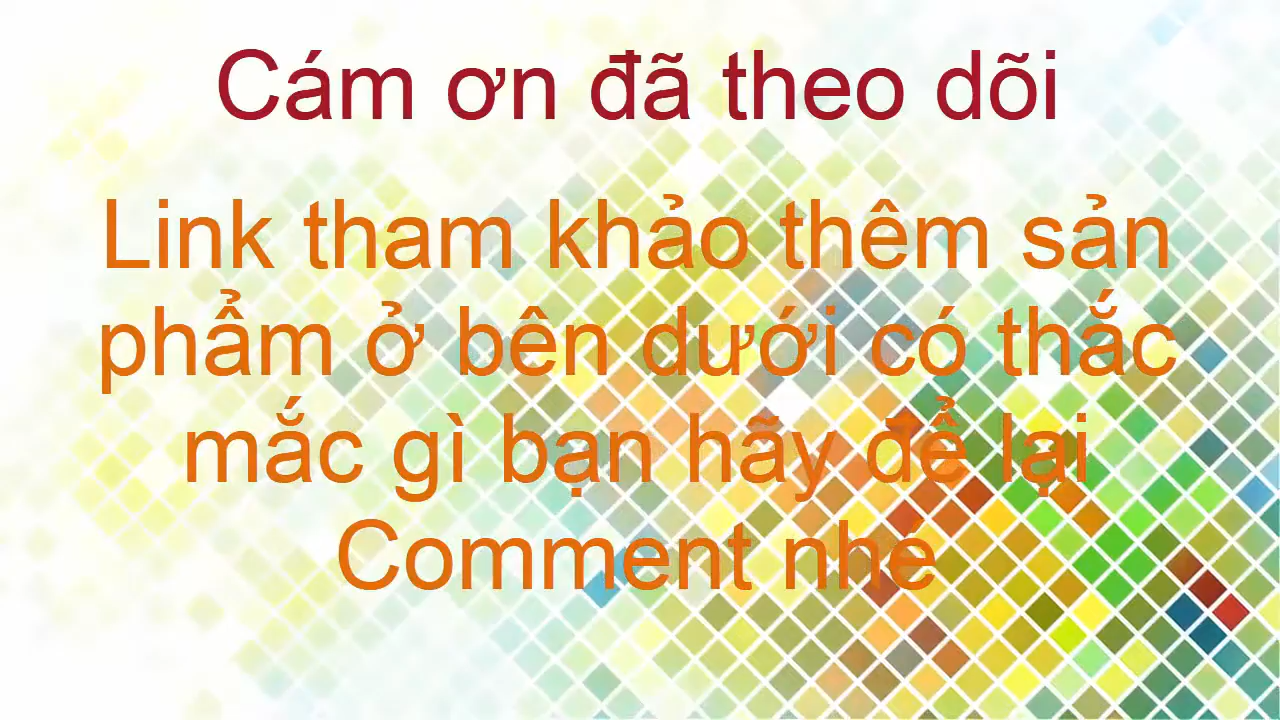 Cám ơn đã theo dõi
Link tham khảo thêm sản
phẩm ở bên dưới có thắc
mắc gì bạn hãy để lại
Comment nhé